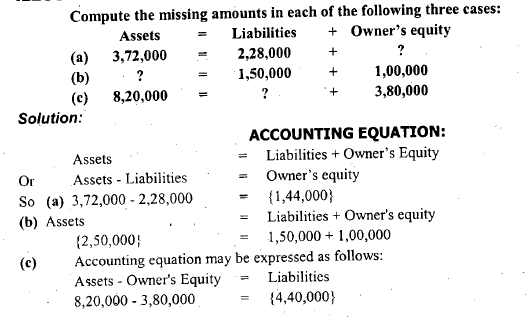 Compute the missing amounts in each of the following three cases:
Assets = Liabilities + Owner's equity
(a) 3,72,000 = 2,28,000 + ?
(b) ? = 1,50,000 + 1,00,000
(c) 8,20,000 = ? + 3,80,000
Solution:
ACCOUNTING EQUATION:
Assets = Liabilities + Owner's Equity
Or Assets - Liabilities = Owner's equity
So (a) 3,72,000 - 2,28,000 = {1,44,000}
(b) Assets = Liabilities + Owner's equity
{2,50,000} = 1,50,000 + 1,00,000
(c) Accounting equation may be expressed as follows:
Assets - Owner's Equity = Liabilities
8,20,000 - 3,80,000 = {4,40,000}